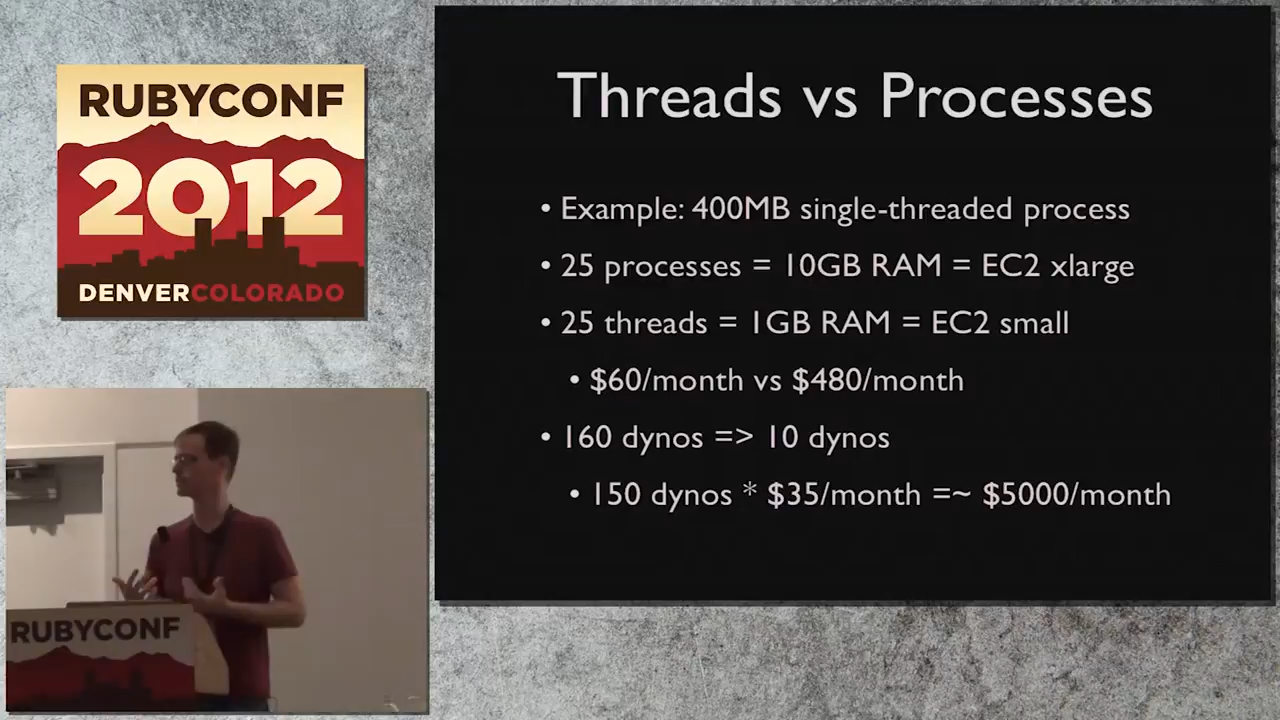 RUBYCONF
2012
DENVERCOLORADO
Threads vs Processes
• Example: 400MB single-threaded process
• 25 processes = 10GB RAM = EC2 xlarge
• 25 threads = 1GB RAM = EC2 small
• $60/month vs $480/month
• 160 dynos => 10 dynos
• 150 dynos * $35/month =~ $5000/month
RUBYCONF